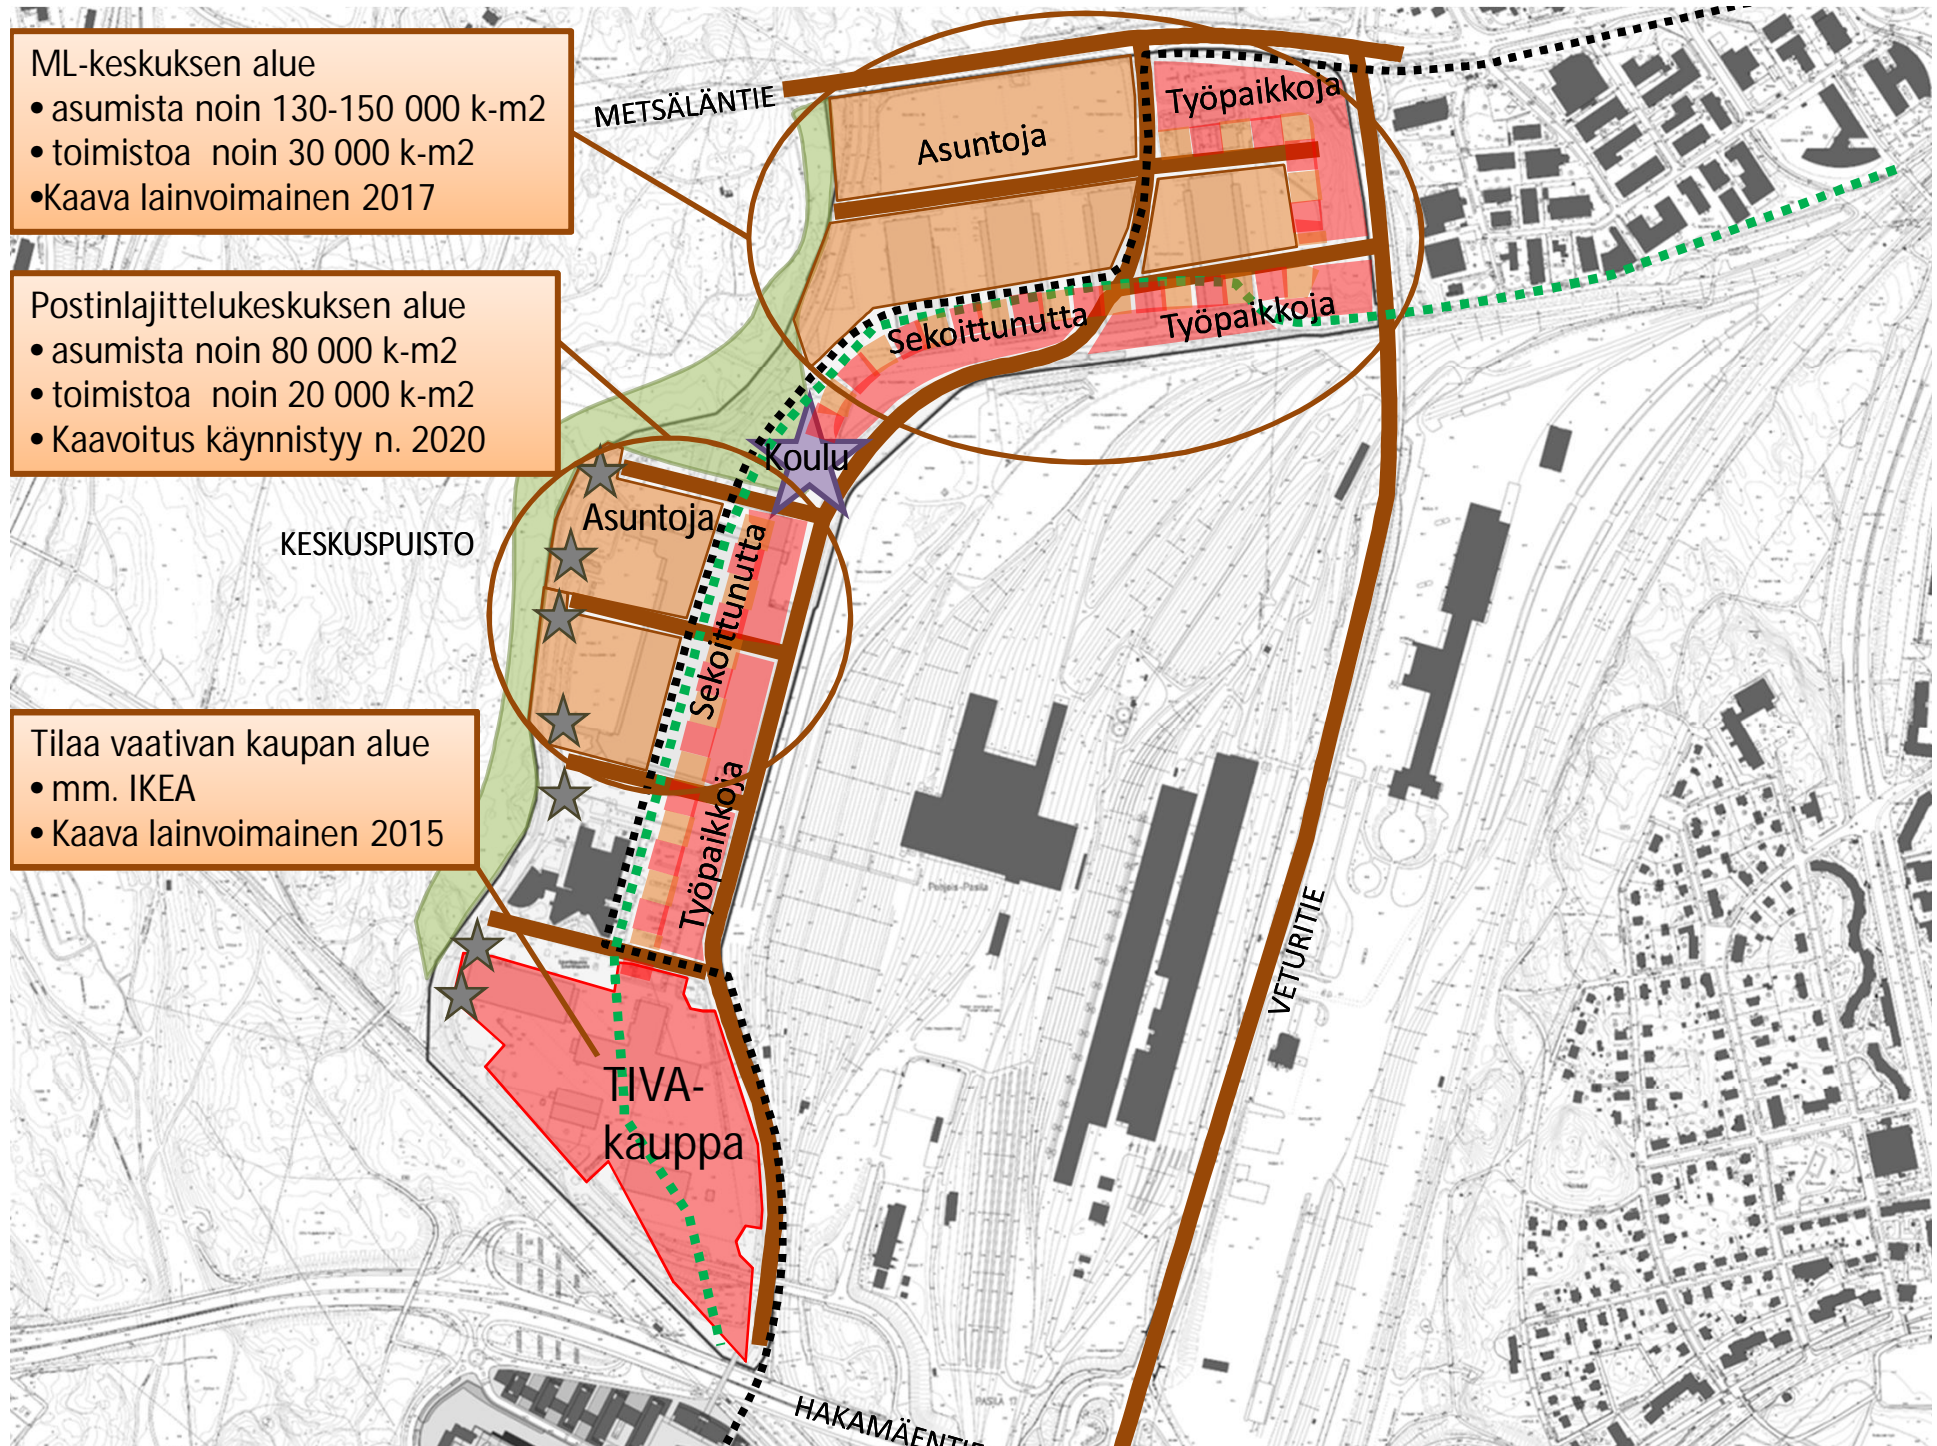 ML-keskuksen alue
• asumista noin 130-150 000 k-m2
• toimistoa noin 30 000 k-m2
•Kaava lainvoimainen 2017
Postinlajittelukeskuksen alue
• asumista noin 80 000 k-m2
• toimistoa noin 20 000 k-m2
• Kaavoitus käynnistyy n. 2020
Tilaa vaativan kaupan alue
• mm. IKEA
• Kaava lainvoimainen 2015
METSÄLÄNTIE
Asuntoja
Työpaikkoja
Sekoittunutta
Työpaikkoja
Koulu
Asuntoja
KESKUSPUISTO
Sekoittunutta
Työpaikkoja
Pohjois-Pasila
VETURITIE
TIVA-
kauppa
HAKAMÄENTIE